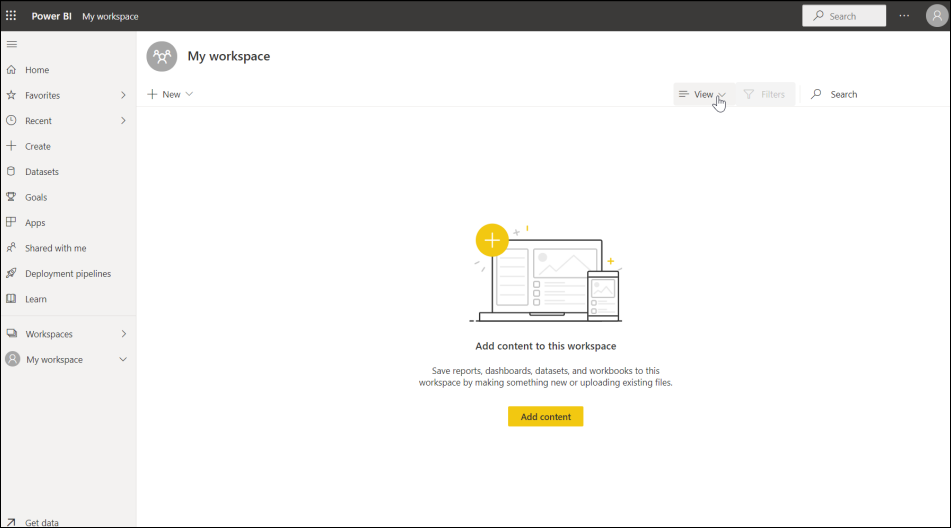 Power BI My workspace Search ...
My workspace
Home
Favorites
Recent
Create
Datasets
Goals
Apps
Shared with me
Deployment pipelines
Learn
Workspaces
My workspace
Get data
New View Filters Search
Add content to this workspace
Save reports, dashboards, datasets, and workbooks to this
workspace by making something new or uploading existing files.
Add content